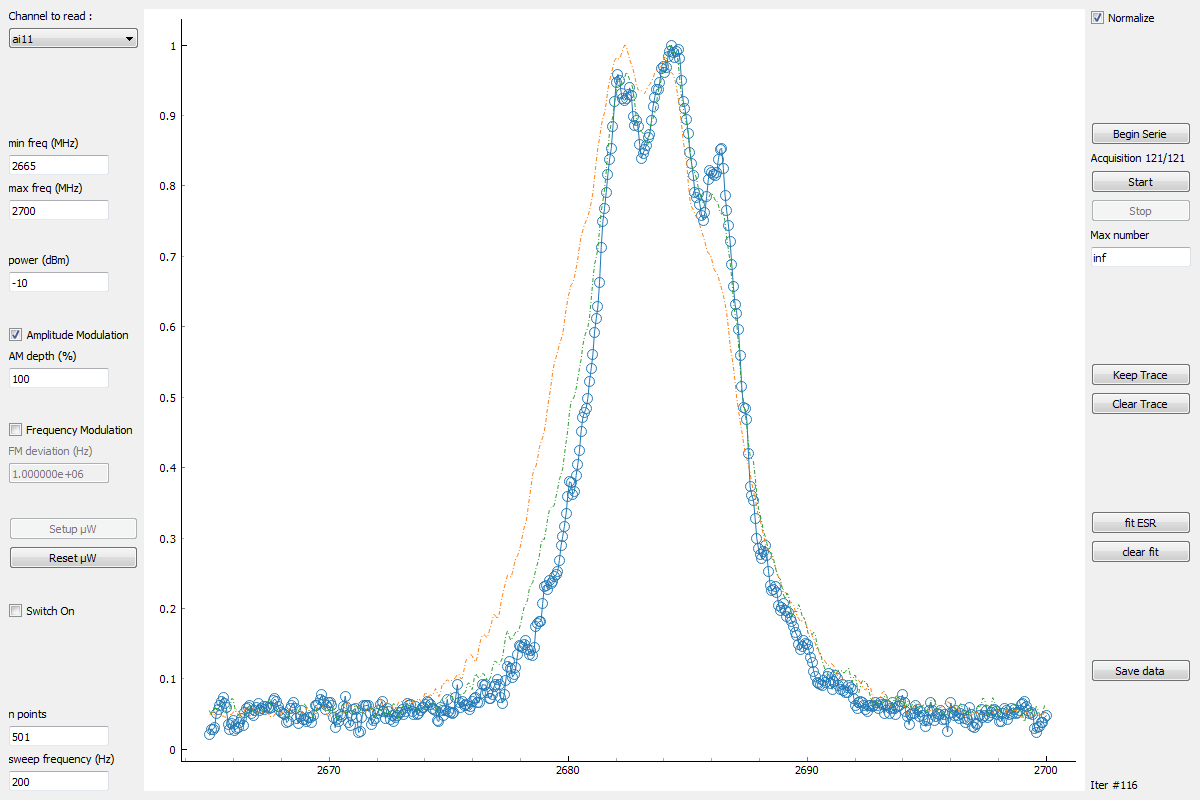 Channel to read :
ai11
min freq (MHz)
2665
max freq (MHz)
2700
power (dBm)
-10
Amplitude Modulation
AM depth (%)
100
Frequency Modulation
FM deviation (Hz)
1.000000e+06
Setup µW
Reset µW
Switch On
n points
501
sweep frequency (Hz)
200
1
0.9
0.8
0.7
0.6
0.5
0.4
0.3
0.2
0.1
0
2670
2680
2690
2700
Normalize
Begin Serie
Acquisition 121/121
Start
Stop
Max number
inf
Keep Trace
Clear Trace
fit ESR
clear fit
Save data
Iter #116